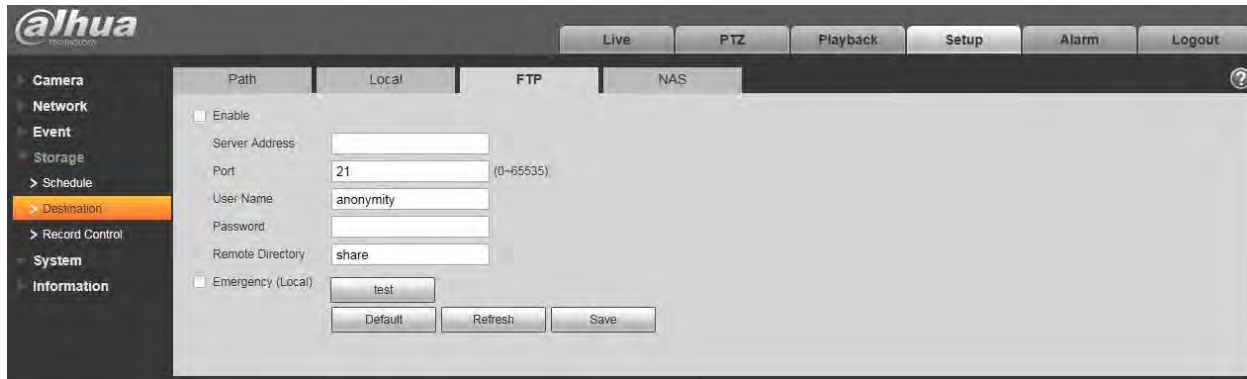 alhua
TECHNOLOGY
Live PTZ Playback Setup Alarm Logout
Camera
Network
Event
Storage
> Schedule
> Destination
> Record Control
System
Information
Path Local FTP NAS
?
Enable
Server Address
Port 21 (0~65535)
User Name anonymity
Password
Remote Directory share
Emergency (Local) test
Default Refresh Save